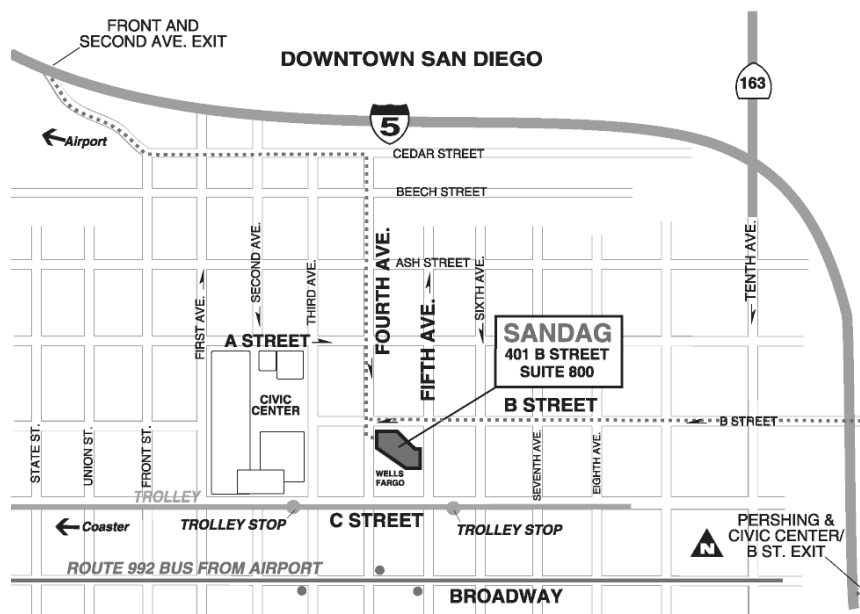 FRONT AND
SECOND AVE. EXIT
DOWNTOWN SAN DIEGO
163
5
Airport
CEDAR STREET
BEECH STREET
ASH STREET
FIRST AVE.
SECOND AVE.
THIRD AVE.
FOURTH AVE.
FIFTH AVE.
SIXTH AVE.
TENTH AVE.
A STREET
SANDAG
401 B STREET
SUITE 800
CIVIC
CENTER
B STREET
B STREET
STATE ST.
UNION ST.
FRONT ST.
WELLS
FARGO
SEVENTH AVE.
EIGHTH AVE.
TROLLEY
Coaster
TROLLEY STOP
C STREET
TROLLEY STOP
N
PERSHING &
CIVIC CENTER/
B ST. EXIT
ROUTE 992 BUS FROM AIRPORT
BROADWAY